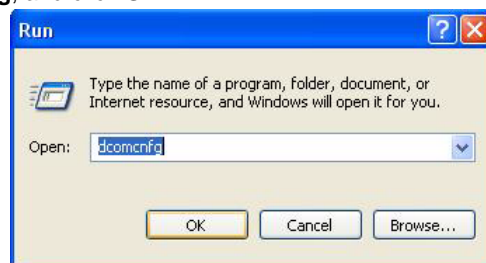 Run
Type the name of a program, folder, document, or
Internet resource, and Windows will open it for you.
Open: dcomcnfg
OK Cancel Browse...